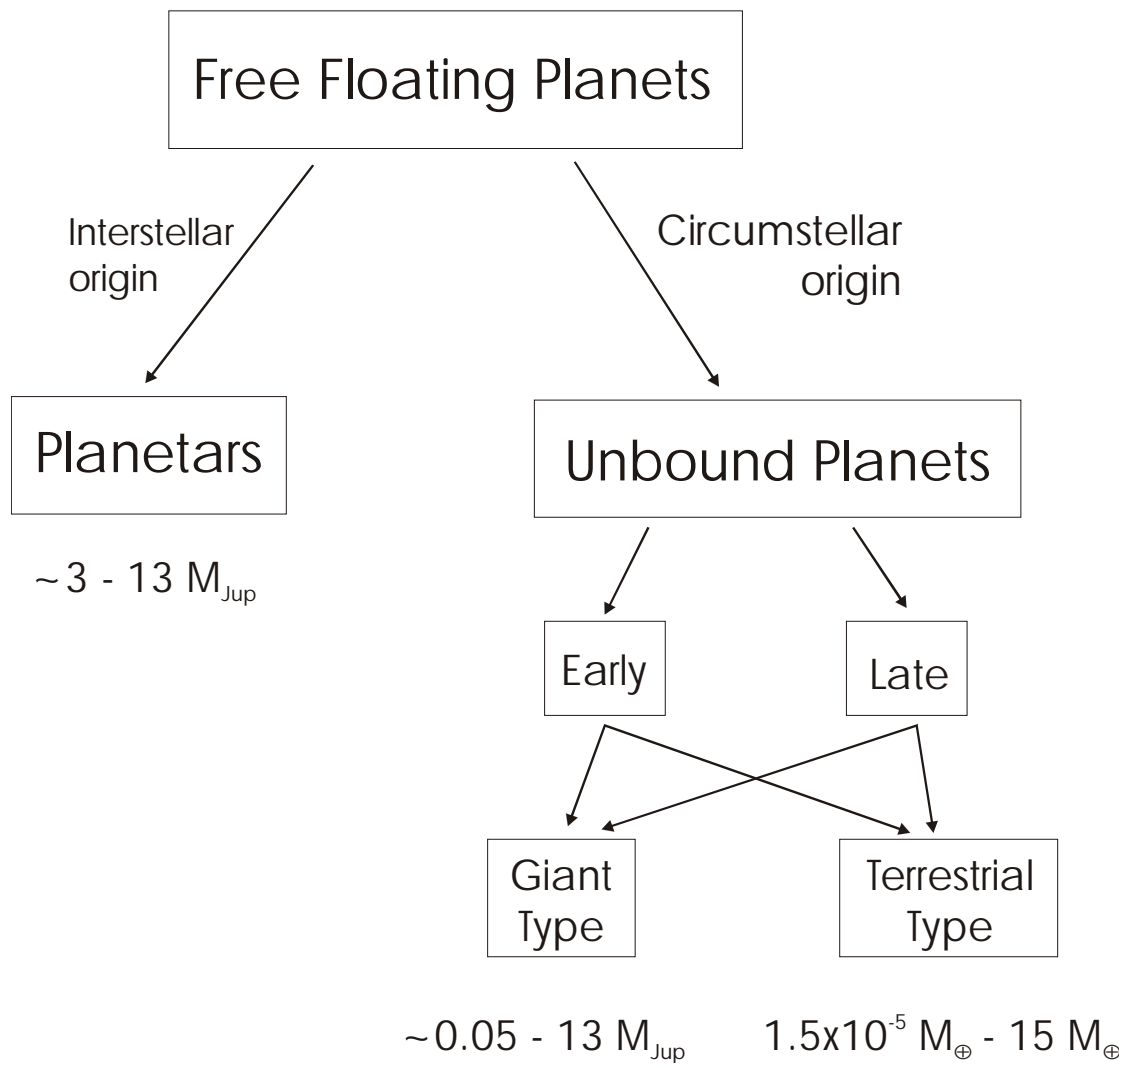 Free Floating Planets
Interstellar
origin
Circumstellar
origin
Planetars
Unbound Planets
~3 - 13 M_Jup
Early
Late
Giant
Type
Terrestrial
Type
~0.05 - 13 M_Jup
1.5x10^-5 M_⊕ - 15 M_⊕